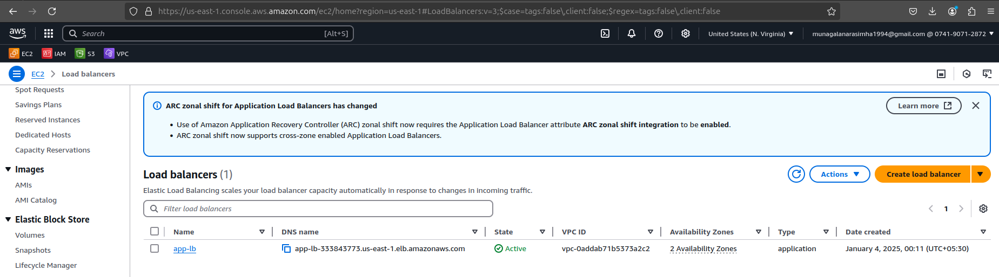 https://us-east-1.console.aws.amazon.com/ec2/home?region=us-east-1#LoadBalancers:v=3;$case=tags:false\,client:false;$regex=tags:false\,client:false
aws
Search [Alt+S]
United States (N. Virginia)
munagalanarasimha1994@gmail.com @ 0741-9071-2872
EC2 IAM S3 VPC
EC2 Load balancers
Spot Requests
Savings Plans
Reserved Instances
Dedicated Hosts
Capacity Reservations
Images
AMIs
AMI Catalog
Elastic Block Store
Volumes
Snapshots
Lifecycle Manager
ARC zonal shift for Application Load Balancers has changed
Learn more
• Use of Amazon Application Recovery Controller (ARC) zonal shift now requires the Application Load Balancer attribute ARC zonal shift integration to be enabled.
• ARC zonal shift now supports cross-zone enabled Application Load Balancers.
Load balancers (1)
Actions
Create load balancer
Elastic Load Balancing scales your load balancer capacity automatically in response to changes in incoming traffic.
Filter load balancers
1
Name DNS name State VPC ID Availability Zones Type Date created
app-lb app-lb-333843773.us-east-1.elb.amazonaws.com Active vpc-0addab71b5373a2c2 2 Availability Zones application January 4, 2025, 00:11 (UTC+05:30)